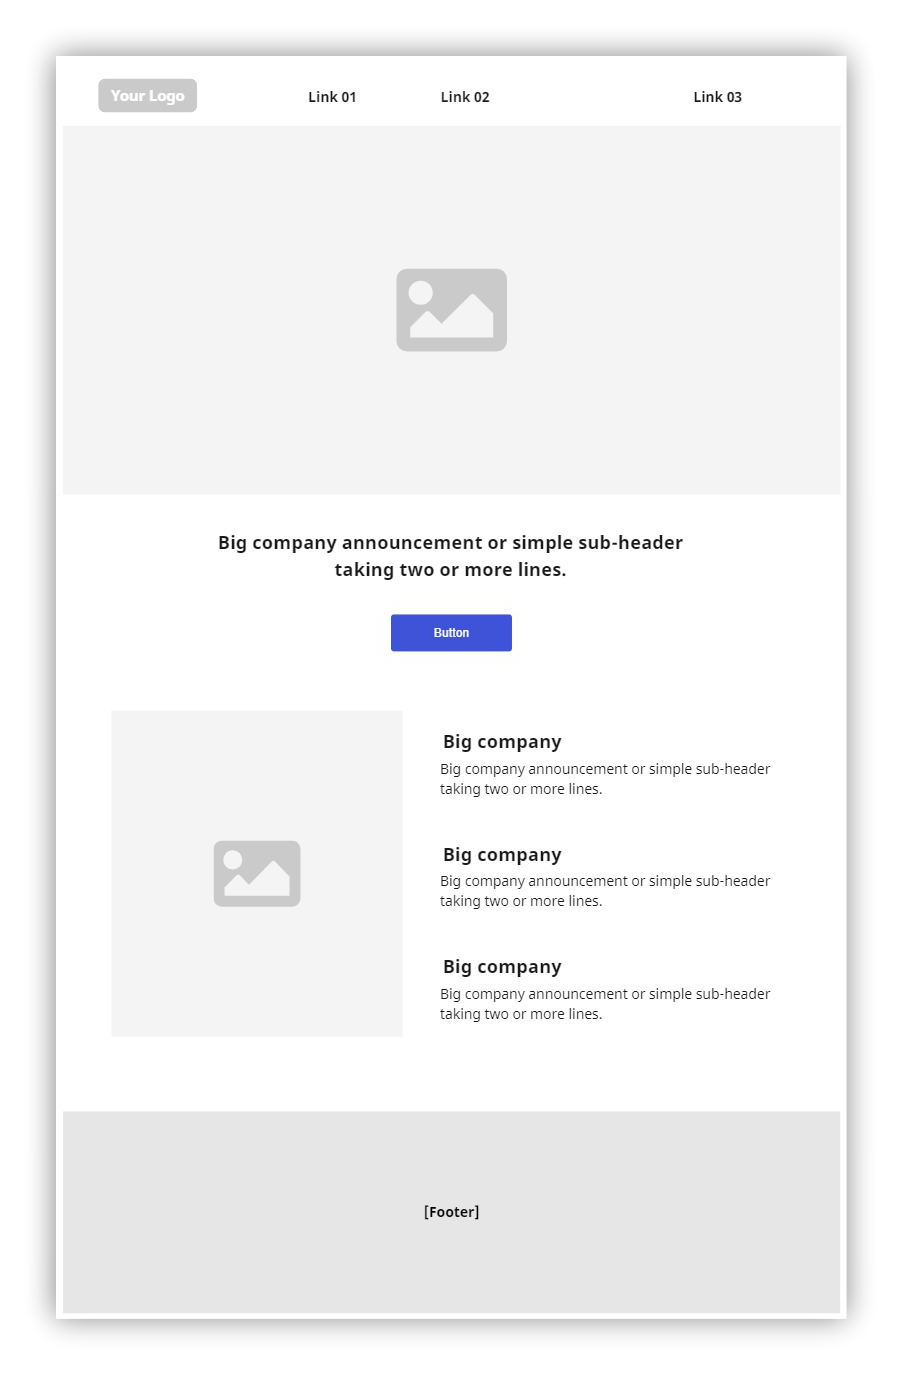 Your Logo
Link 01
Link 02
Link 03
Big company announcement or simple sub-header
taking two or more lines.
Button
Big company
Big company announcement or simple sub-header
taking two or more lines.
Big company
Big company announcement or simple sub-header
taking two or more lines.
Big company
Big company announcement or simple sub-header
taking two or more lines.
[Footer]